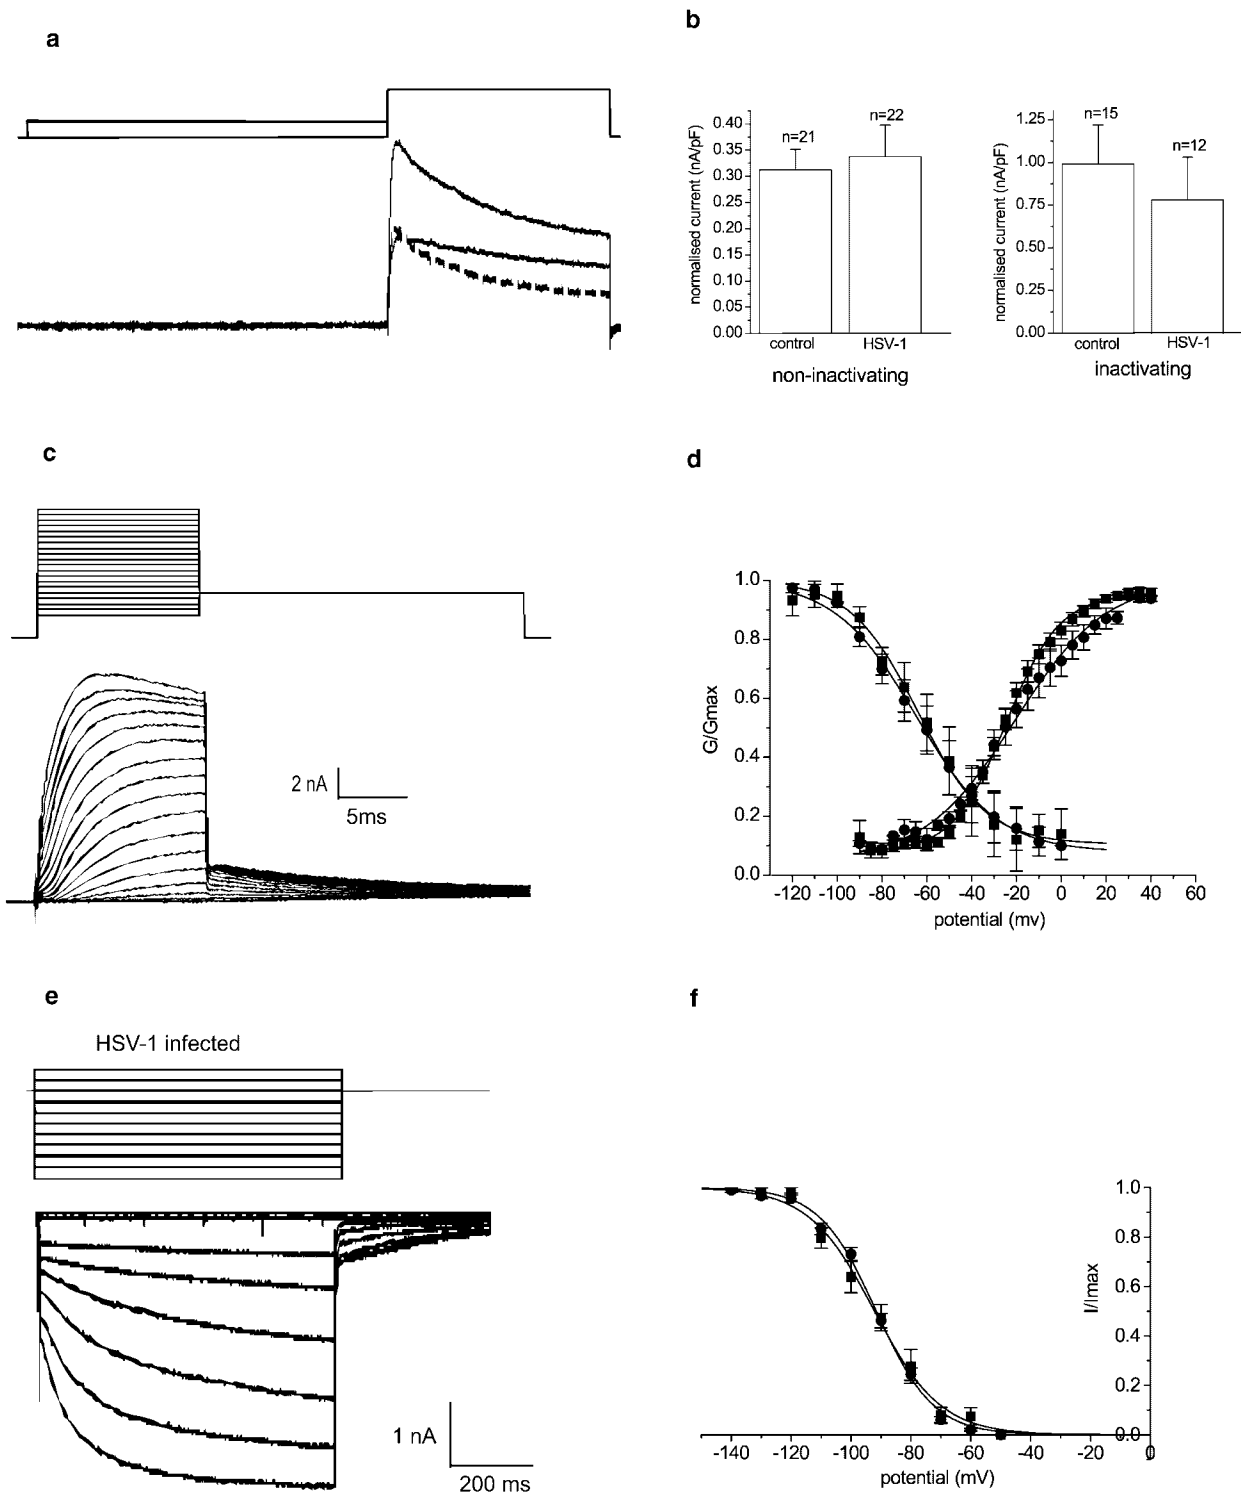 a
b
normalised current (nA/pF)
0.40
0.35
0.30
0.25
0.20
0.15
0.10
0.05
0.00
n=21
n=22
control
HSV-1
non-inactivating
normalised current (nA/pF)
1.25
1.00
0.75
0.50
0.25
0.00
n=15
n=12
control
HSV-1
inactivating
c
2 nA
5ms
d
G/Gmax
1.0
0.8
0.6
0.4
0.2
0.0
-120 -100 -80 -60 -40 -20 0 20 40 60
potential (mv)
e
HSV-1 infected
1 nA
200 ms
f
I/Imax
1.0
0.8
0.6
0.4
0.2
0.0
-140 -120 -100 -80 -60 -40 -20 0
potential (mV)